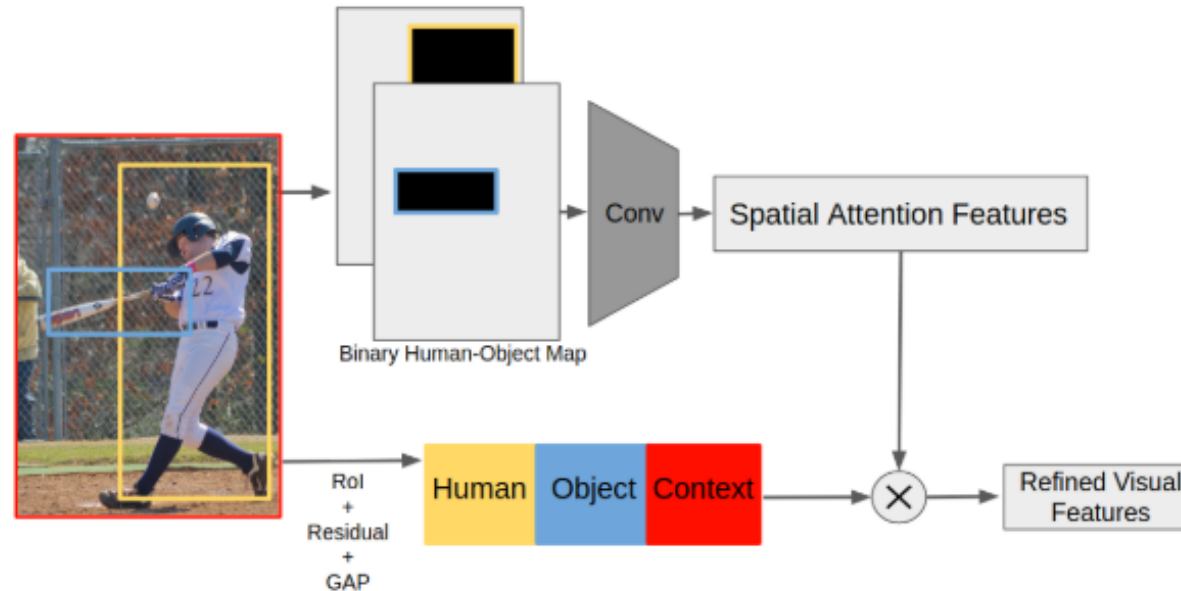 22
Conv
Spatial Attention Features
Binary Human-Object Map
RoI
+
Residual
+
GAP
Human
Object
Context
Refined Visual
Features